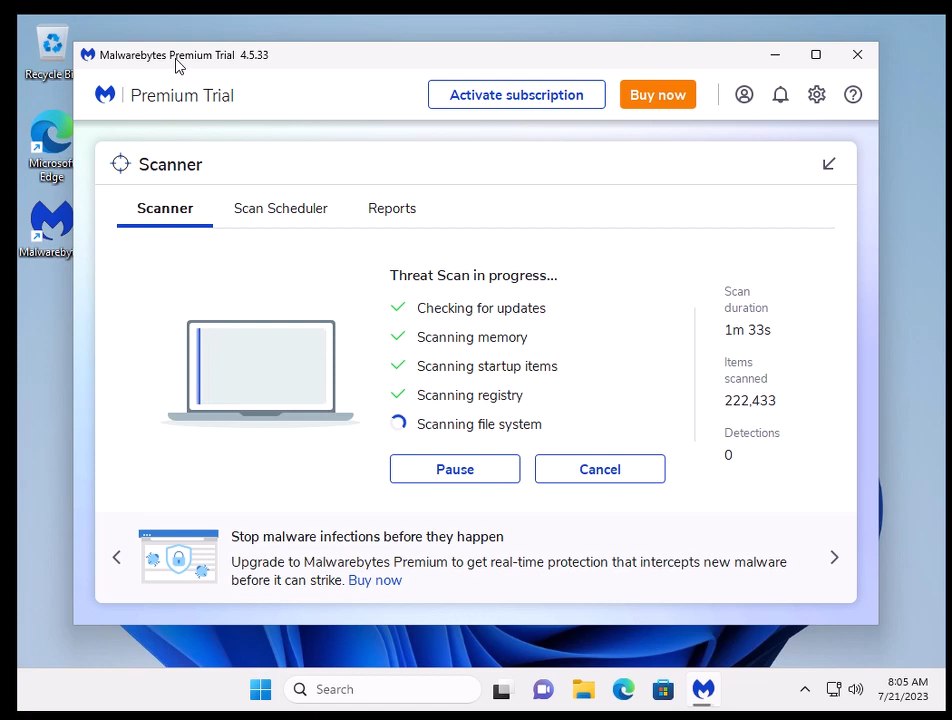 Malwarebytes Premium Trial 4.5.33
Premium Trial
Activate subscription
Buy now
Scanner
Scanner
Scan Scheduler
Reports
Threat Scan in progress...
Checking for updates
Scanning memory
Scanning startup items
Scanning registry
Scanning file system
Pause
Cancel
Scan
duration
1m 33s
Items
scanned
222,433
Detections
0
Stop malware infections before they happen
Upgrade to Malwarebytes Premium to get real-time protection that intercepts new malware
before it can strike. Buy now
Recycle Bi
Microsof
Edge
Malwareby
Search
8:05 AM
7/21/2023